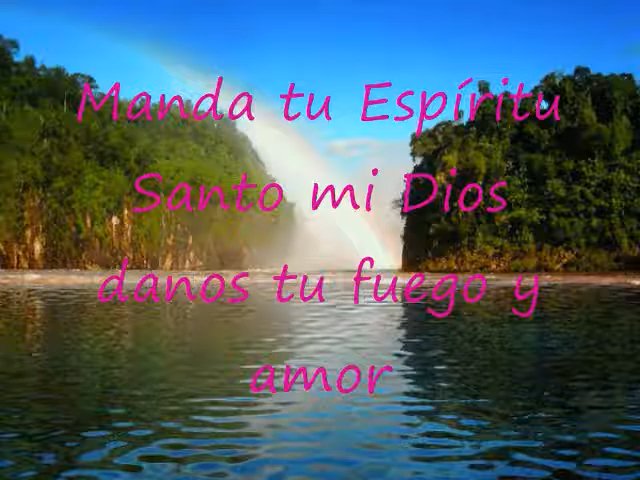 Manda tu Espíritu
Santo mi Dios
danos tu fuego y
amor